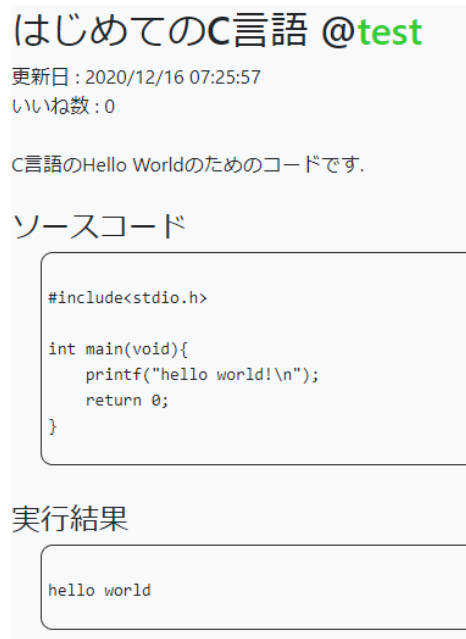 はじめてのC言語 @test
更新日 : 2020/12/16 07:25:57
いいね数 : 0
C言語のHello Worldのためのコードです.
ソースコード
#include<stdio.h>
int main(void){
    printf("hello world!\n");
    return 0;
}
実行結果
hello world